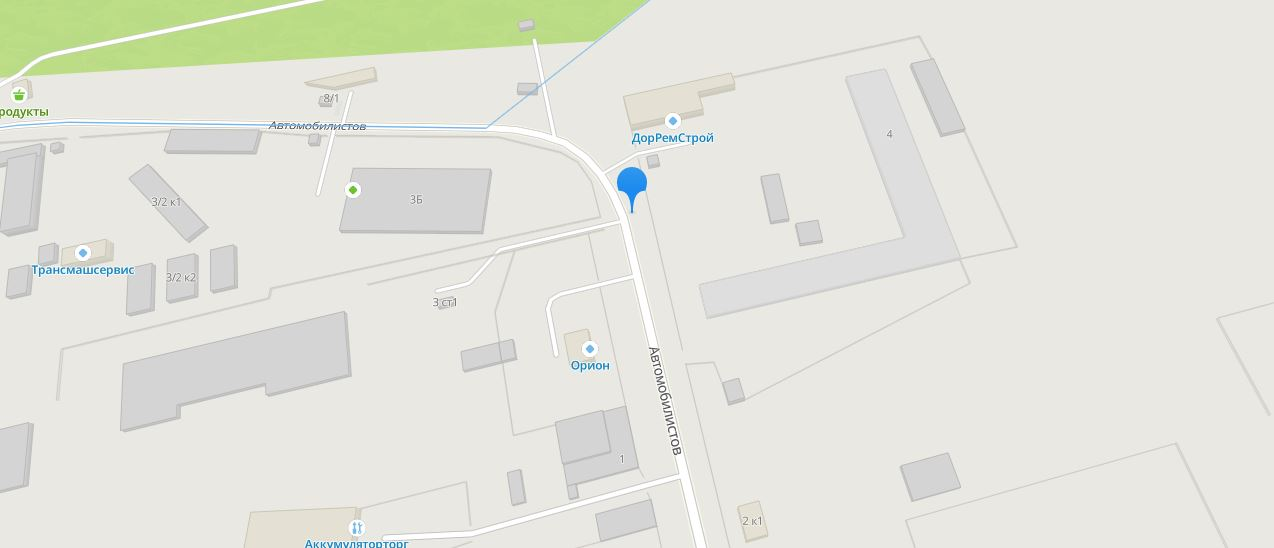 8/1
родукты
Автомобилистов
ДорРемСтрой
4
3/2 к1
3Б
Трансмашсервис
3/2 к2
3 ст1
Орион
Автомобилистов
1
2 к1
Аккумуляторторг